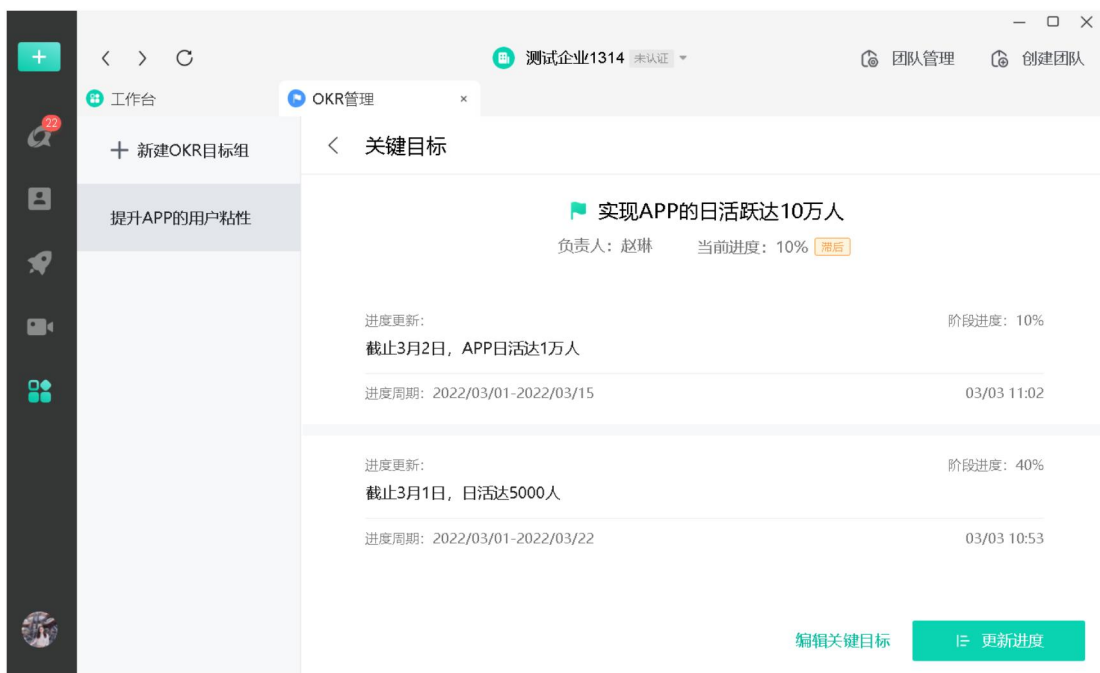 测试企业1314 未认证
团队管理
创建团队
工作台
OKR管理
22
新建OKR目标组
关键目标
提升APP的用户粘性
实现APP的日活跃达10万人
负责人：赵琳 当前进度：10% 滞后
进度更新： 阶段进度：10%
截止3月2日，APP日活达1万人
进度周期：2022/03/01-2022/03/15 03/03 11:02
进度更新： 阶段进度：40%
截止3月1日，日活达5000人
进度周期：2022/03/01-2022/03/22 03/03 10:53
编辑关键目标 更新进度